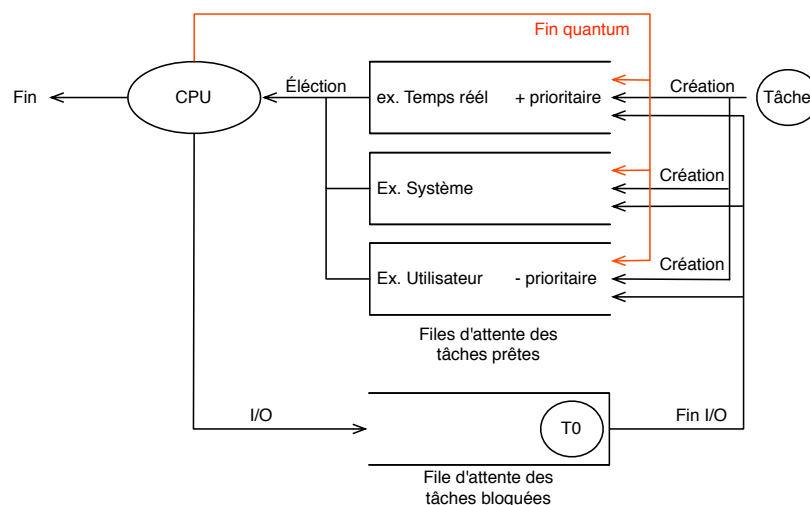 Fin quantum
Fin
CPU
Éléction
ex. Temps réél + prioritaire
Création
Tâche
Ex. Système
Création
Ex. Utilisateur - prioritaire
Création
Files d'attente des
tâches prêtes
I/O
T0
Fin I/O
File d'attente des
tâches bloquées